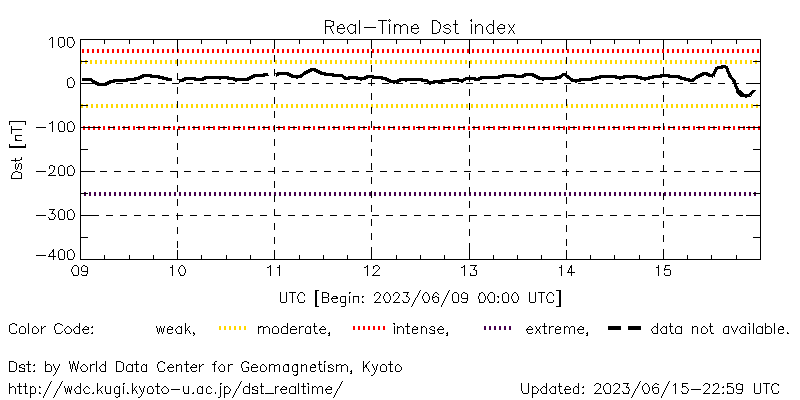 Real-Time Dst index
100
0
-100
-200
-300
-400
Dst [nT]
09 10 11 12 13 14 15
UTC [Begin: 2023/06/09 00:00 UTC]
Color Code: weak, moderate, intense, extreme, data not available.
Dst: by World Data Center for Geomagnetism, Kyoto
http://wdc.kugi.kyoto-u.ac.jp/dst_realtime/ Updated: 2023/06/15-22:59 UTC